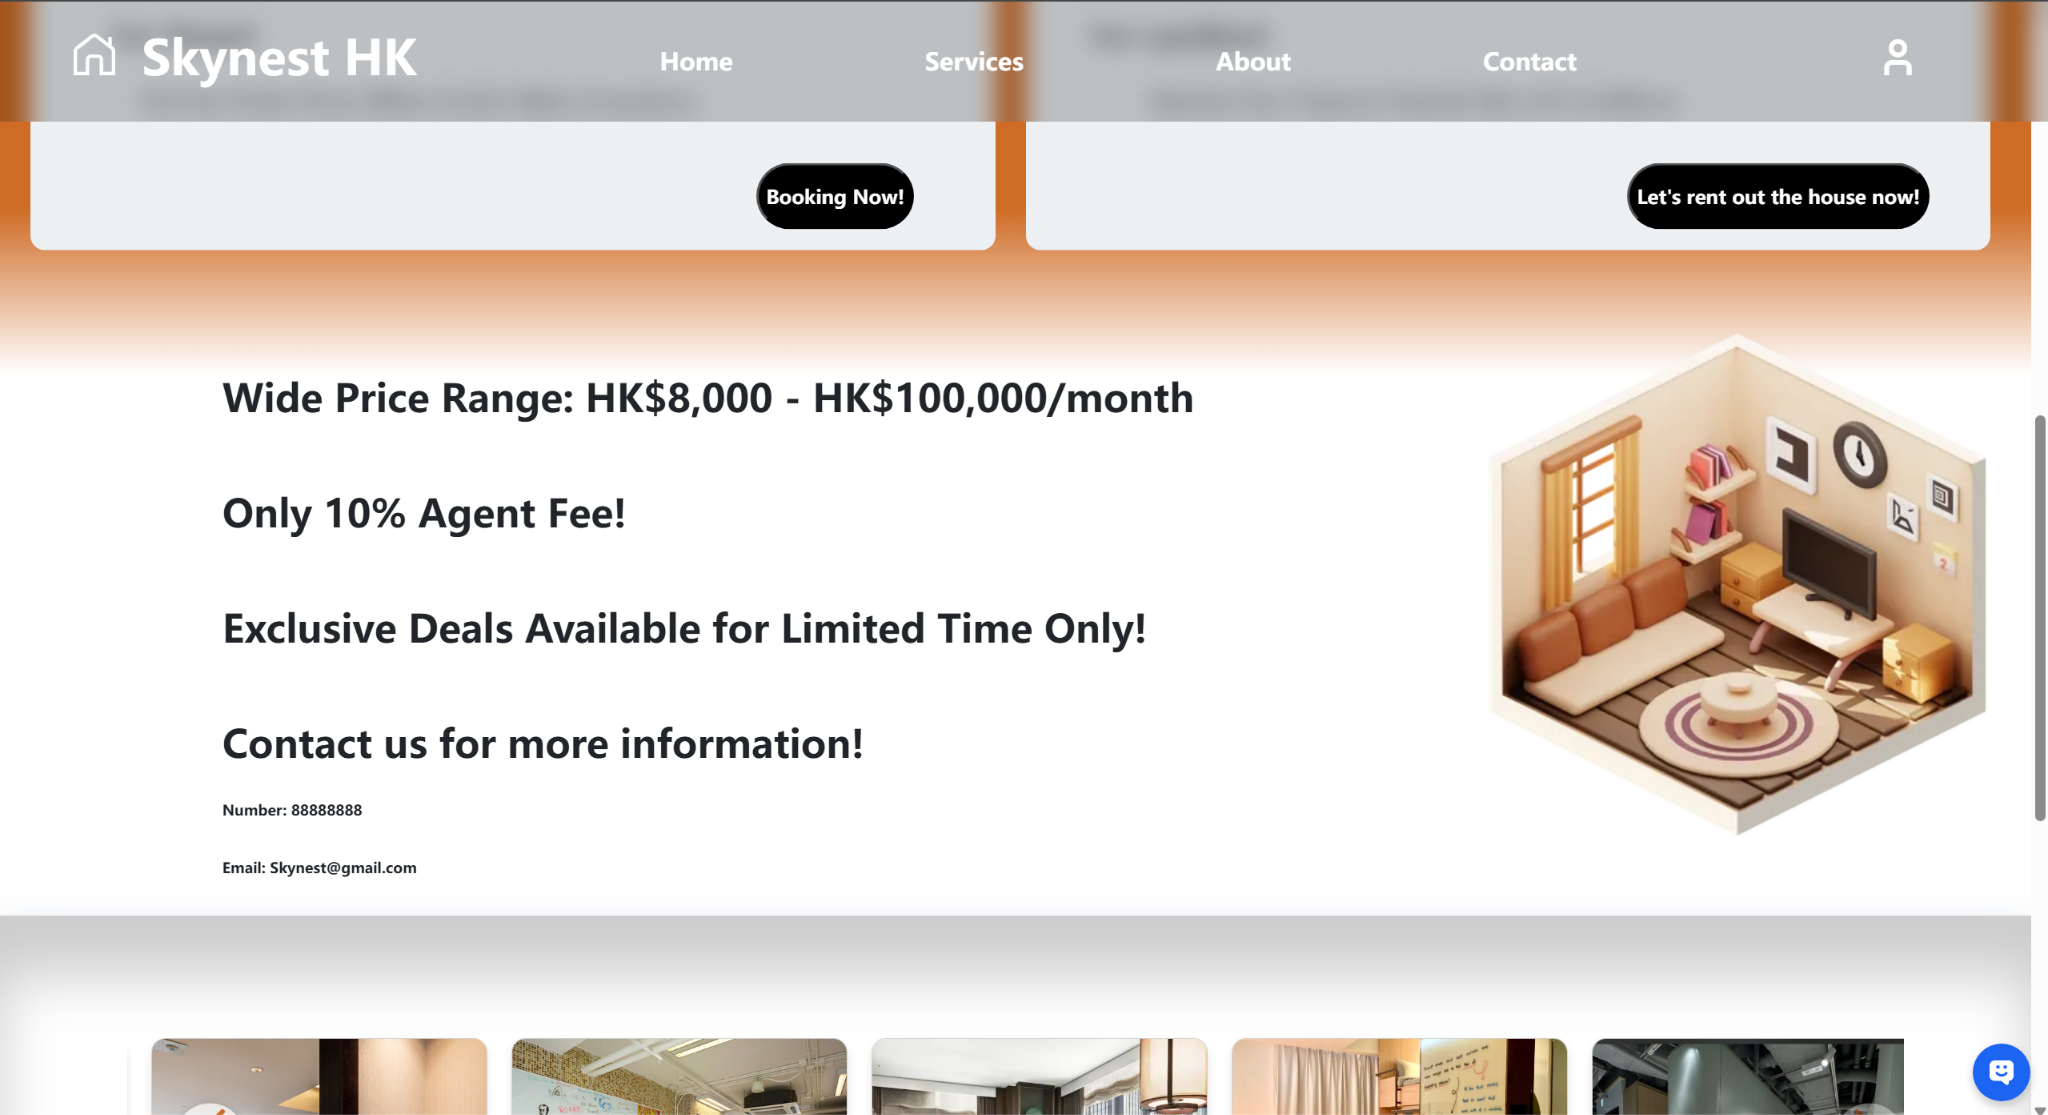 Skynest HK
Home
Services
About
Contact
Booking Now!
Let's rent out the house now!
Wide Price Range: HK$8,000 - HK$100,000/month
Only 10% Agent Fee!
Exclusive Deals Available for Limited Time Only!
Contact us for more information!
Number: 88888888
Email: Skynest@gmail.com